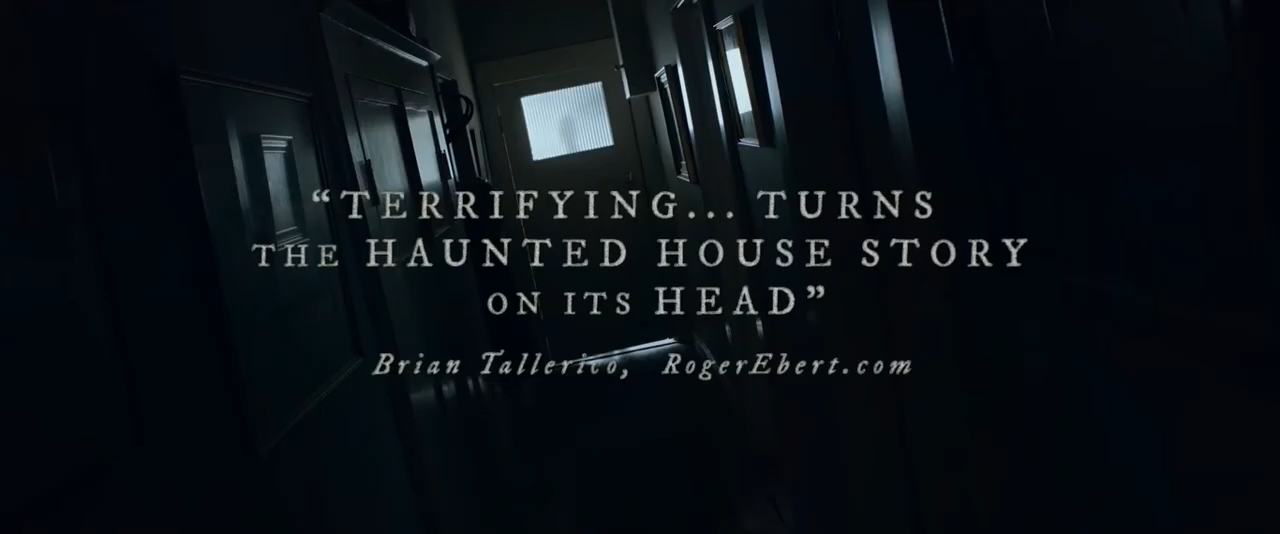 “TERRIFYING... TURNS
THE HAUNTED HOUSE STORY
ON ITS HEAD”
Brian Tallerico, RogerEbert.com